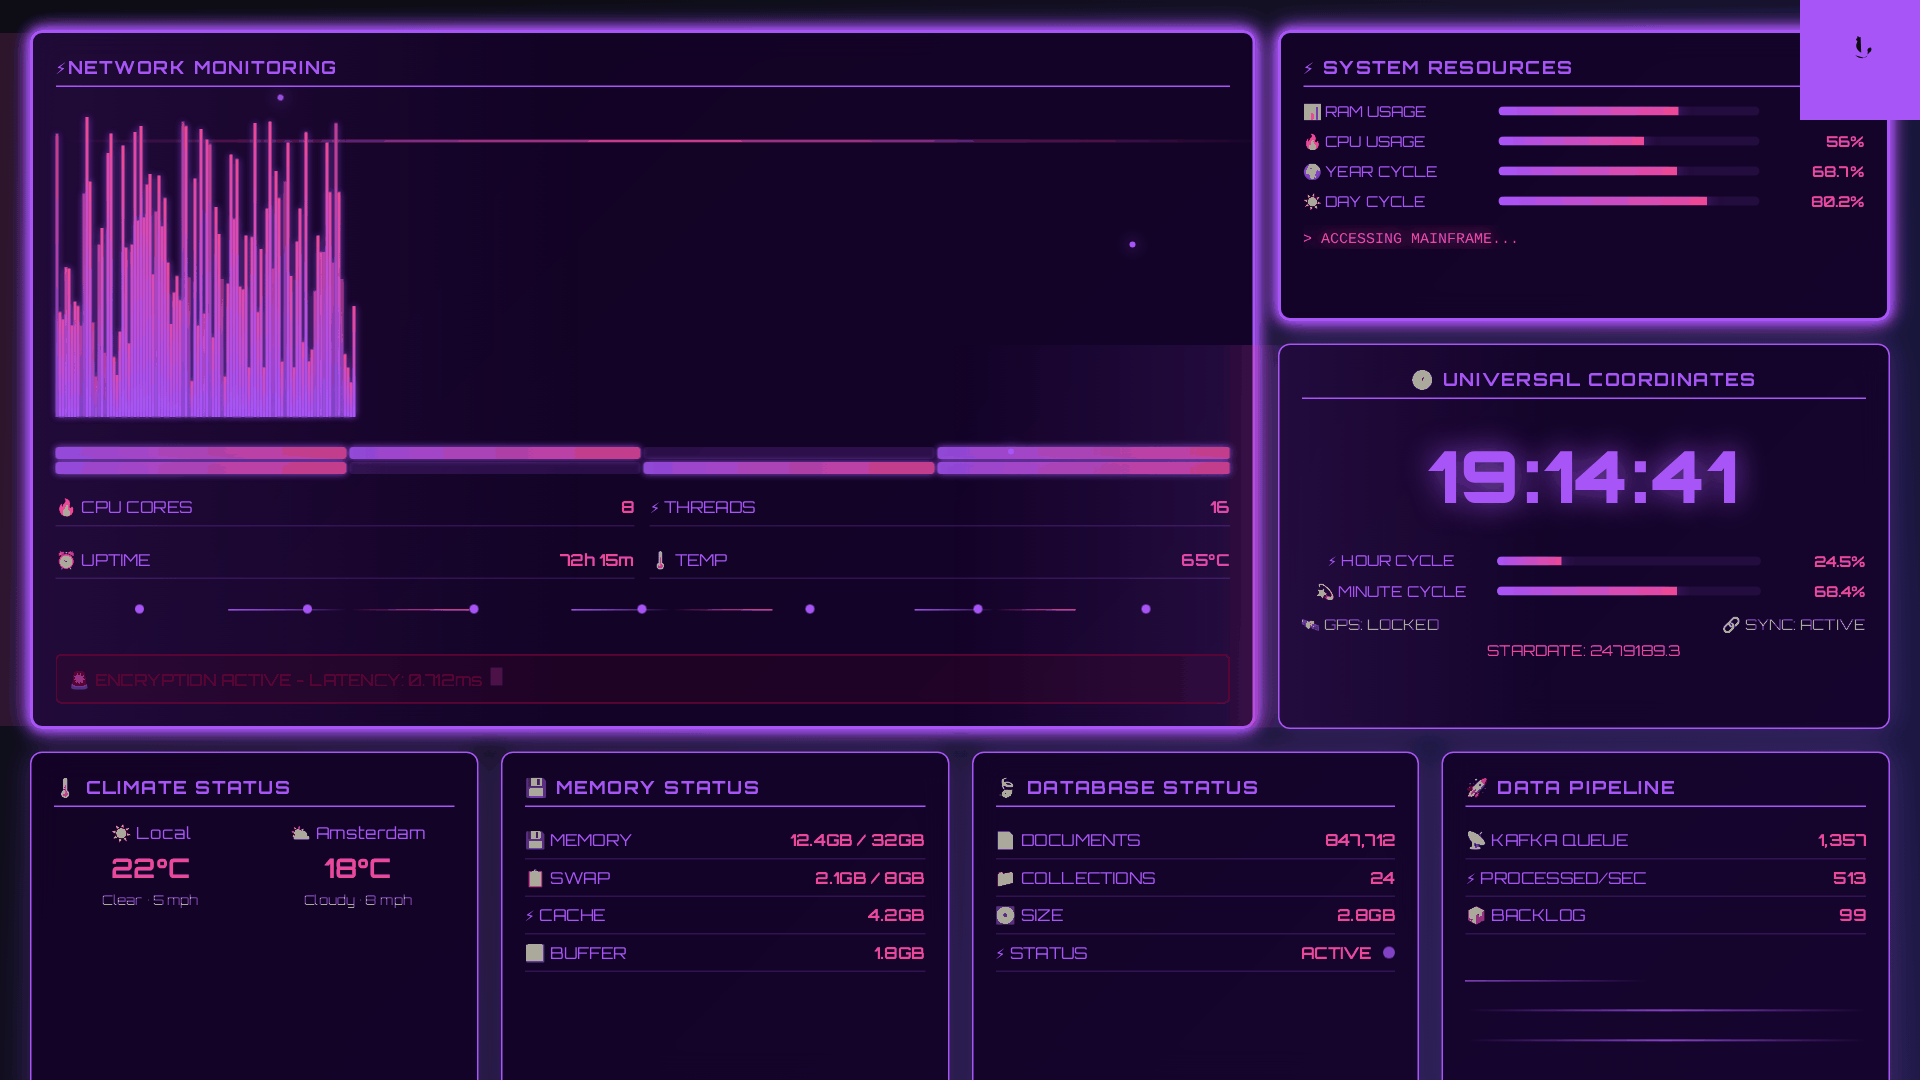 ⚡NETWORK MONITORING
CPU CORES 8
⚡ THREADS 16
UPTIME 72h 15m
TEMP 65°C
ENCRYPTION ACTIVE - LATENCY: 0.712ms
⚡ SYSTEM RESOURCES
RAM USAGE
CPU USAGE 56%
YEAR CYCLE 68.7%
DAY CYCLE 80.2%
> ACCESSING MAINFRAME...
UNIVERSAL COORDINATES
19:14:41
⚡ HOUR CYCLE 24.5%
MINUTE CYCLE 68.4%
GPS: LOCKED SYNC: ACTIVE
STARDATE: 2479189.3
CLIMATE STATUS
Local
22°C
Clear · 5 mph
Amsterdam
18°C
Cloudy · 8 mph
MEMORY STATUS
MEMORY 12.4GB / 32GB
SWAP 2.1GB / 8GB
⚡ CACHE 4.2GB
BUFFER 1.8GB
DATABASE STATUS
DOCUMENTS 847,712
COLLECTIONS 24
SIZE 2.8GB
⚡ STATUS ACTIVE
DATA PIPELINE
KAFKA QUEUE 1,357
⚡ PROCESSED/SEC 513
BACKLOG 99